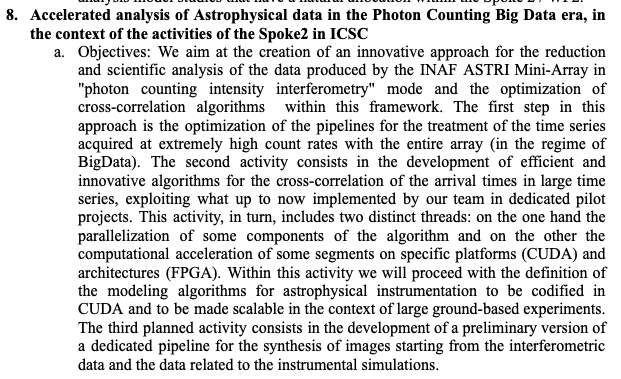 8. Accelerated analysis of Astrophysical data in the Photon Counting Big Data era, in
the context of the activities of the Spoke2 in ICSC
a. Objectives: We aim at the creation of an innovative approach for the reduction
and scientific analysis of the data produced by the INAF ASTRI Mini-Array in
"photon counting intensity interferometry" mode and the optimization of
cross-correlation algorithms within this framework. The first step in this
approach is the optimization of the pipelines for the treatment of the time series
acquired at extremely high count rates with the entire array (in the regime of
BigData). The second activity consists in the development of efficient and
innovative algorithms for the cross-correlation of the arrival times in large time
series, exploiting what up to now implemented by our team in dedicated pilot
projects. This activity, in turn, includes two distinct threads: on the one hand the
parallelization of some components of the algorithm and on the other the
computational acceleration of some segments on specific platforms (CUDA) and
architectures (FPGA). Within this activity we will proceed with the definition of
the modeling algorithms for astrophysical instrumentation to be codified in
CUDA and to be made scalable in the context of large ground-based experiments.
The third planned activity consists in the development of a preliminary version of
a dedicated pipeline for the synthesis of images starting from the interferometric
data and the data related to the instrumental simulations.